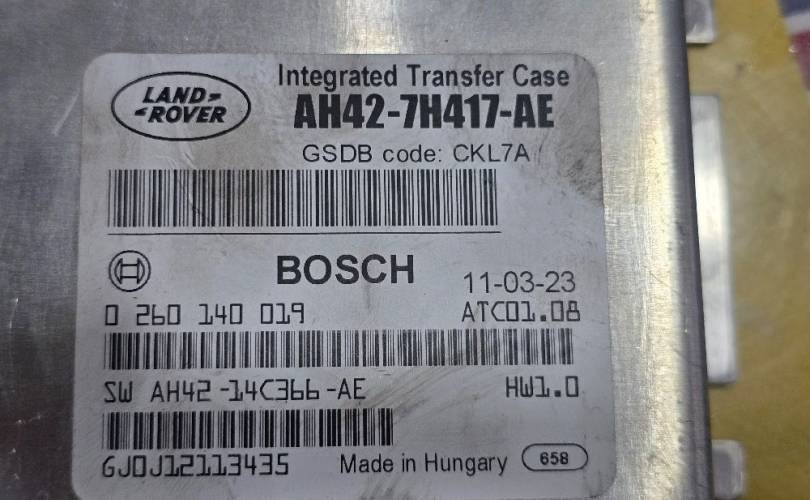 LAND-
-ROVER
Integrated Transfer Case
AH42-7H417-AE
GSDB code: CKL7A
BOSCH
11-03-23
0 260 140 019
ATC01.08
SW AH42-14C366-AE
HW1.0
GJ0J12113435
Made in Hungary
658